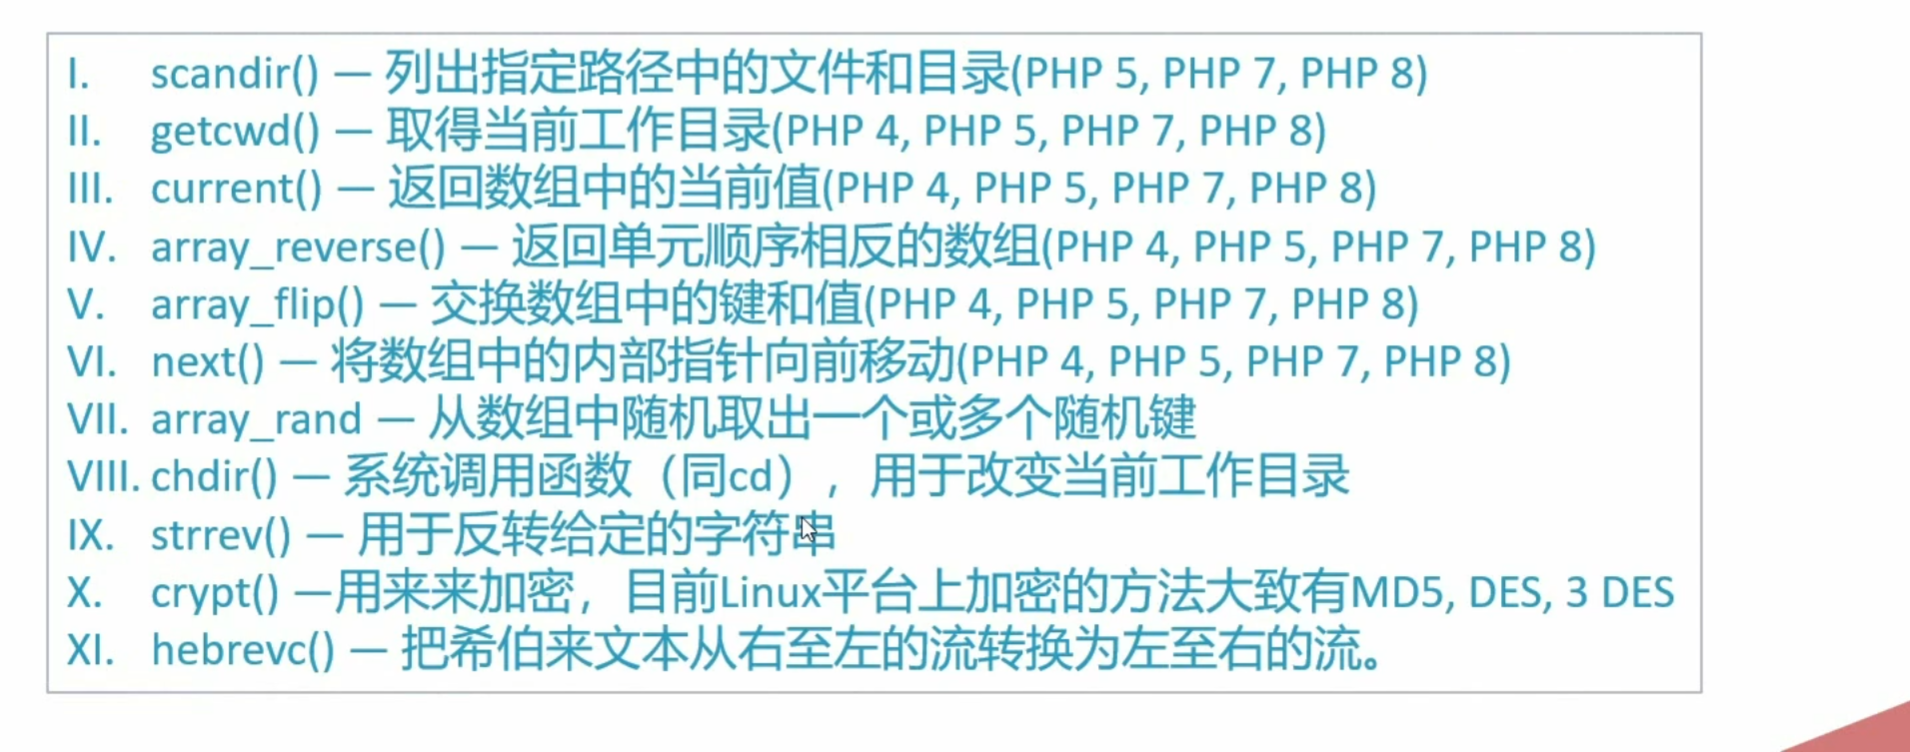 I. scandir() — 列出指定路径中的文件和目录(PHP 5, PHP 7, PHP 8)
II. getcwd() — 取得当前工作目录(PHP 4, PHP 5, PHP 7, PHP 8)
III. current() — 返回数组中的当前值(PHP 4, PHP 5, PHP 7, PHP 8)
IV. array_reverse() — 返回单元顺序相反的数组(PHP 4, PHP 5, PHP 7, PHP 8)
V. array_flip() — 交换数组中的键和值(PHP 4, PHP 5, PHP 7, PHP 8)
VI. next() — 将数组中的内部指针向前移动(PHP 4, PHP 5, PHP 7, PHP 8)
VII. array_rand — 从数组中随机取出一个或多个随机键
VIII. chdir() — 系统调用函数（同cd），用于改变当前工作目录
IX. strrev() — 用于反转给定的字符串
X. crypt() —用来来加密，目前Linux平台上加密的方法大致有MD5, DES, 3 DES
XI. hebrevc() — 把希伯来文本从右至左的流转换为左至右的流。